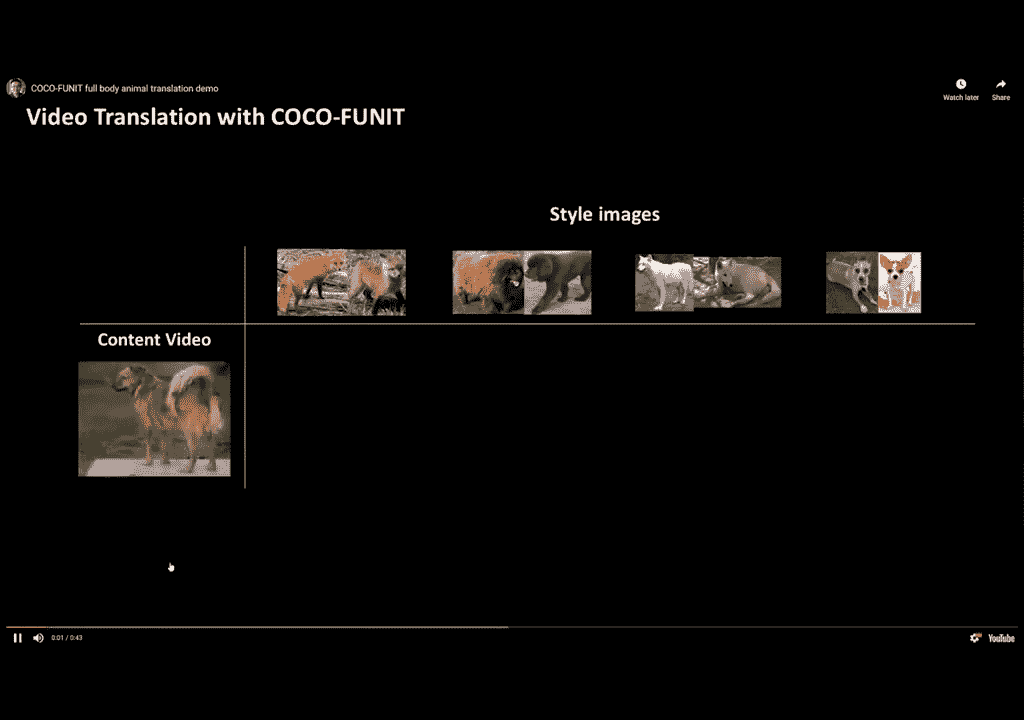 COCO-FUNIT full body animal translation demo
Watch later
Share
Video Translation with COCO-FUNIT
Style images
Content Video
0:01 / 0:43
YouTube